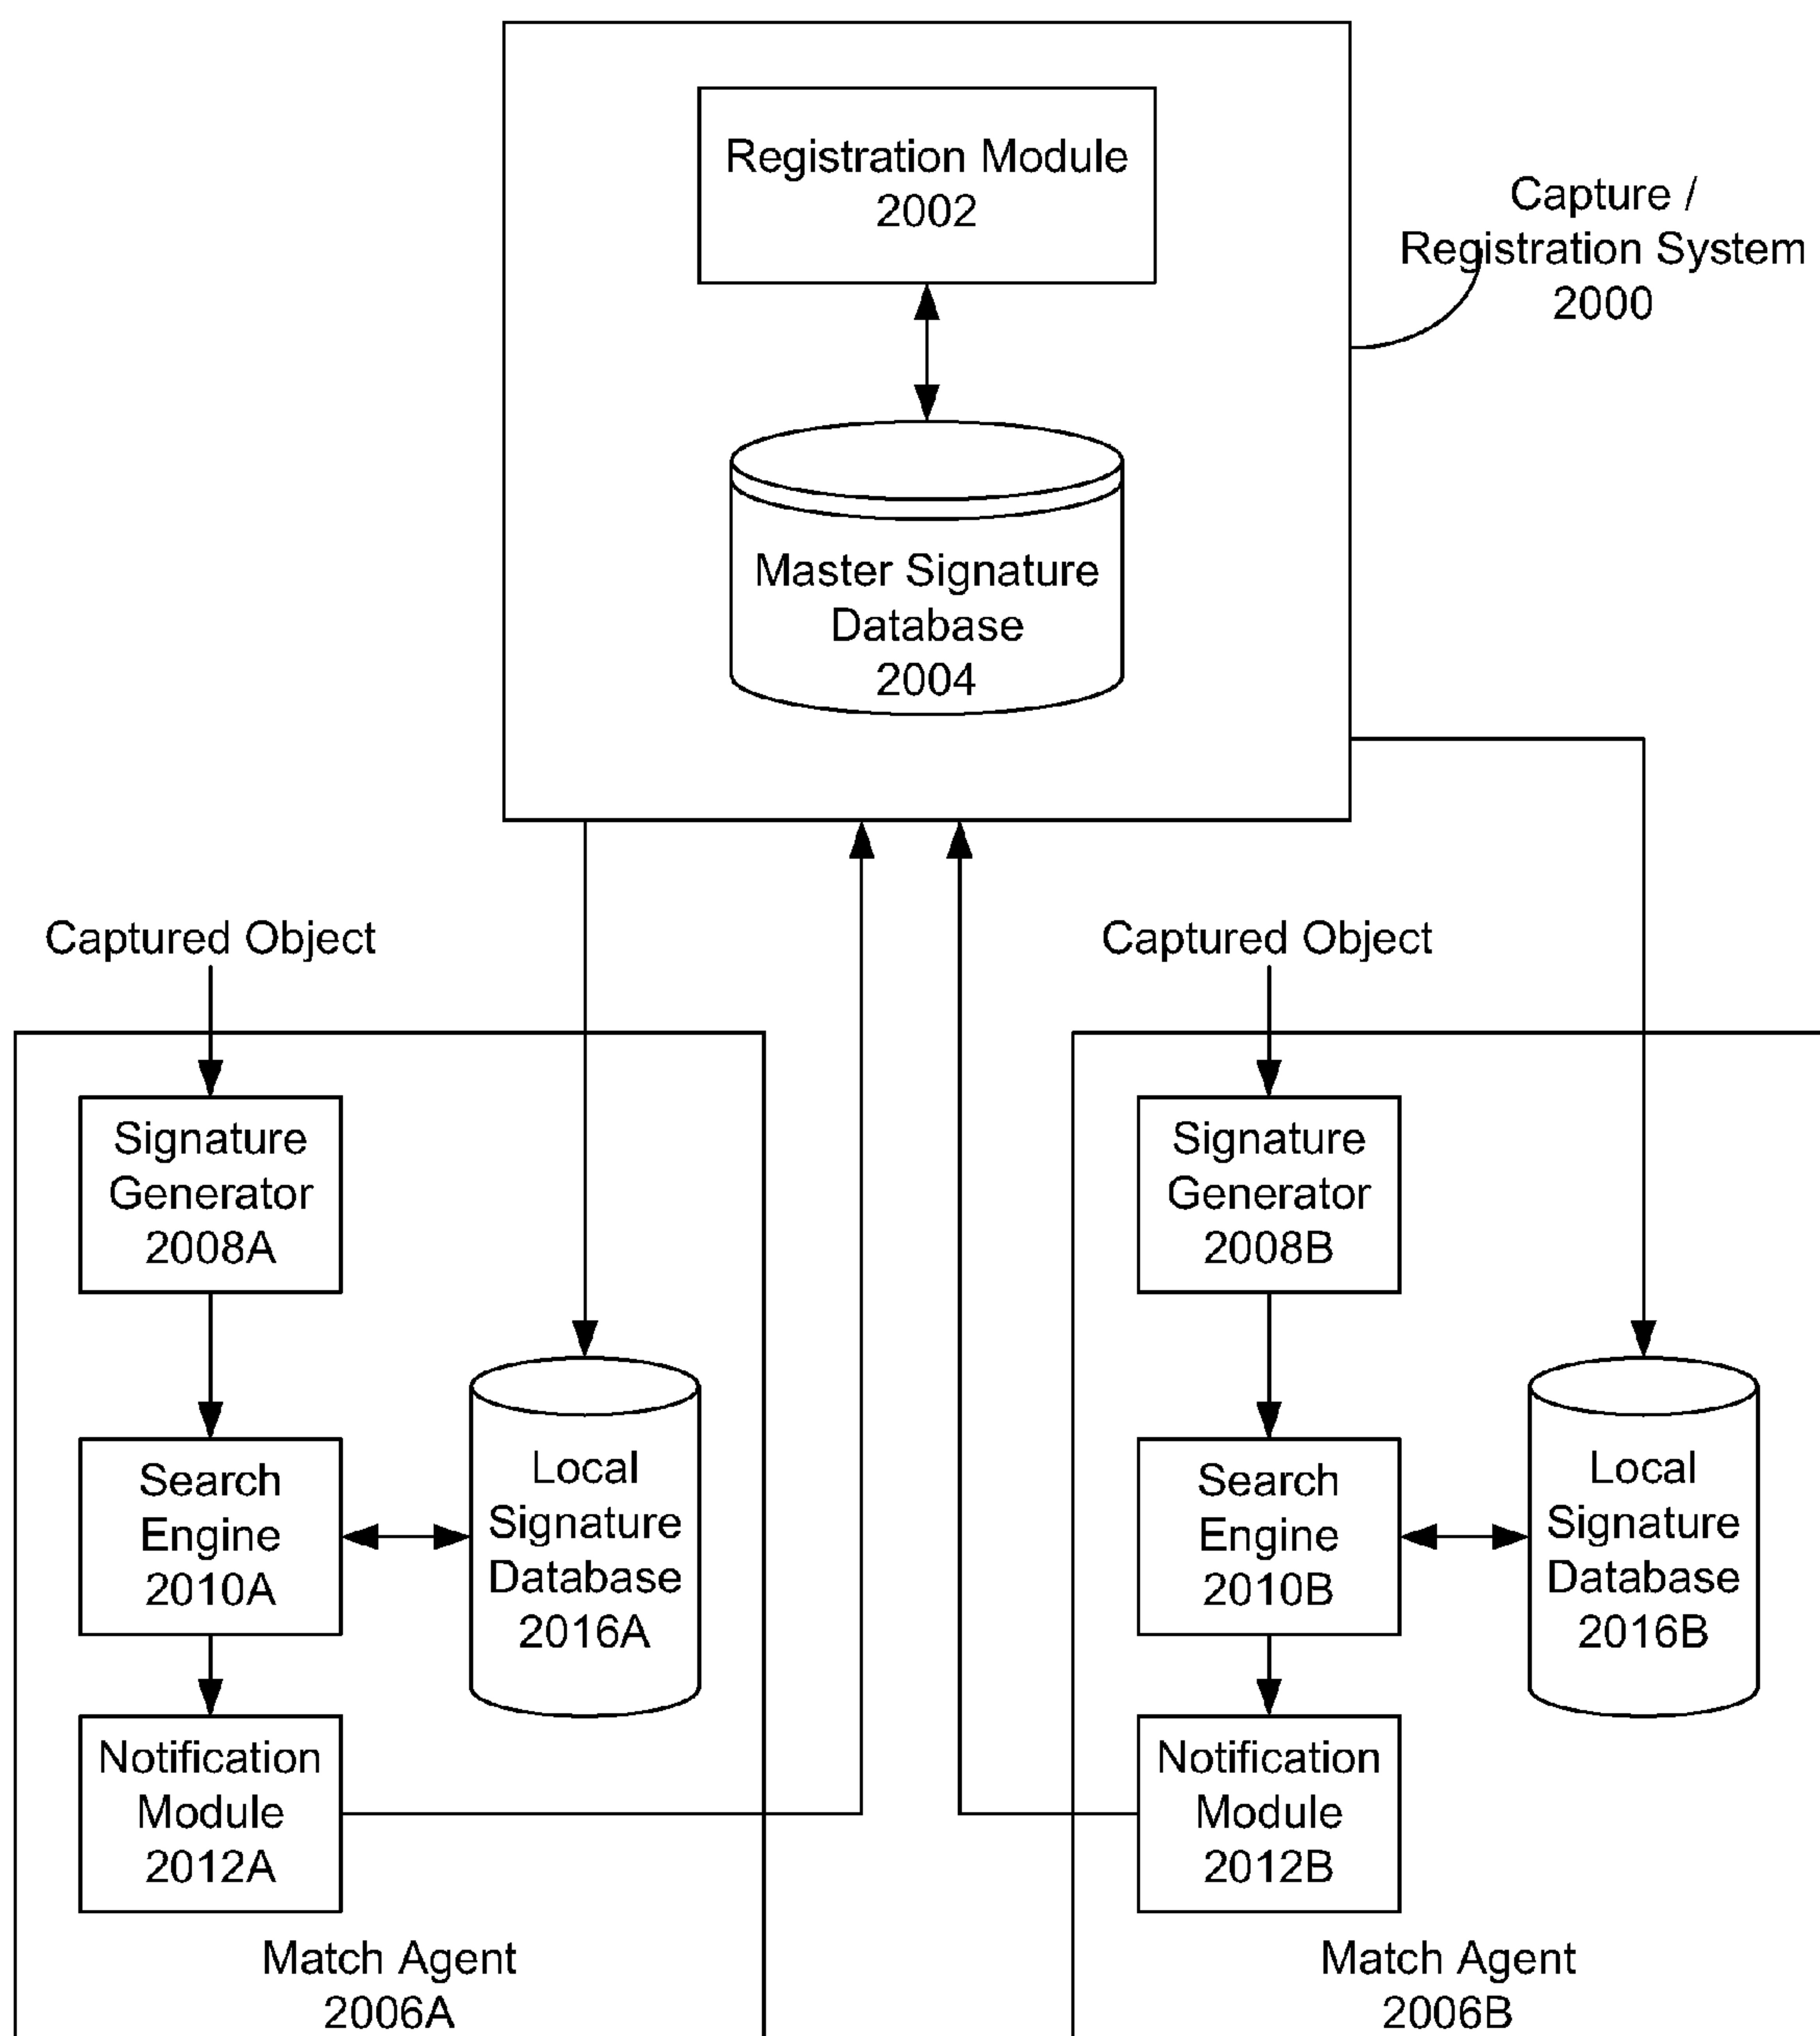 Registration Module
2002
Capture /
Registration System
2000
Master Signature
Database
2004
Captured Object
Captured Object
Signature
Generator
2008A
Search
Engine
2010A
Local
Signature
Database
2016A
Notification
Module
2012A
Match Agent
2006A
Signature
Generator
2008B
Search
Engine
2010B
Local
Signature
Database
2016B
Notification
Module
2012B
Match Agent
2006B